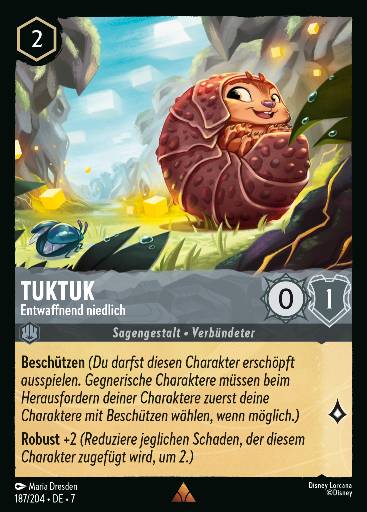 2
TUKTUK
Entwaffnend niedlich
0
1
Sagengestalt • Verbündeter
Beschützen (Du darfst diesen Charakter erschöpft
ausspielen. Gegnerische Charaktere müssen beim
Herausfordern deiner Charaktere zuerst deine
Charaktere mit Beschützen wählen, wenn möglich.)
Robust +2 (Reduziere jeglichen Schaden, der diesem
Charakter zugefügt wird, um 2.)
Maria Dresden
187/204 • DE • 7
Disney Lorcana
©Disney